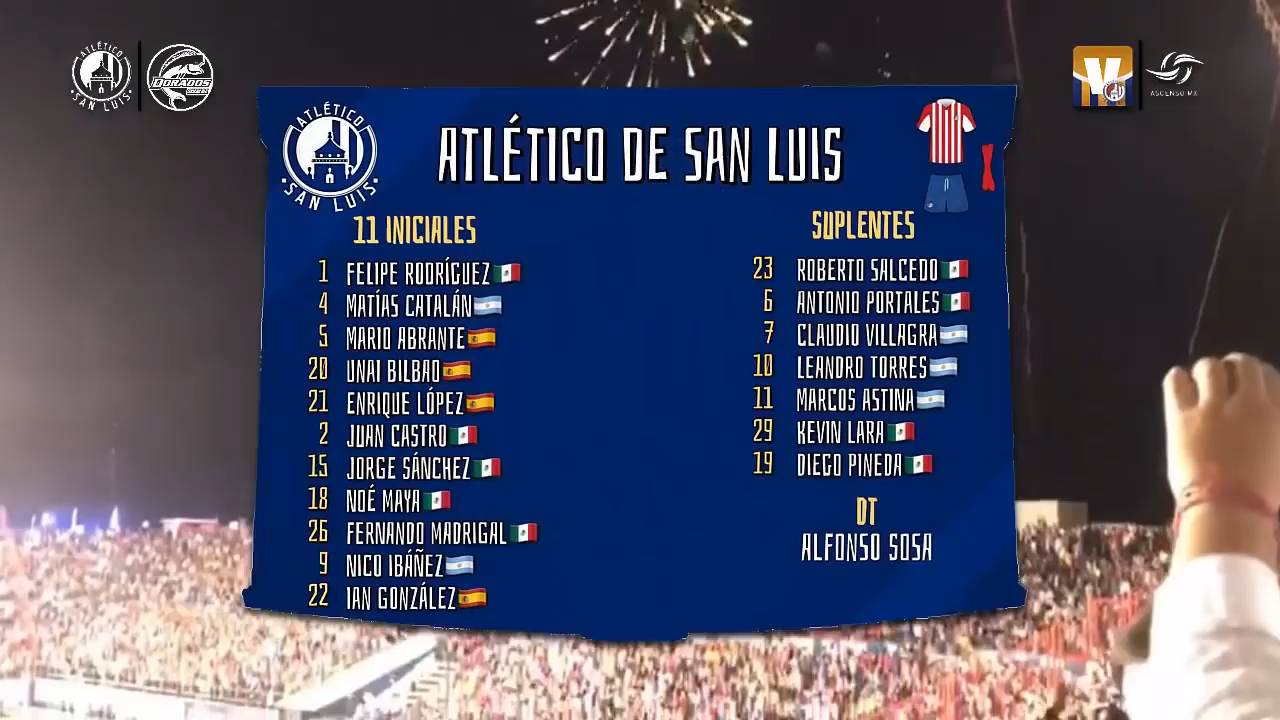 ATLÉTICO
SAN LUIS
DORADOS
ASCENSO MX
ATLÉTICO
SAN LUIS
ATLÉTICO DE SAN LUIS
11 INICIALES
1 FELIPE RODRÍGUEZ
4 MATÍAS CATALÁN
5 MARIO ABRANTE
20 UNAI BILBAO
21 ENRIQUE LÓPEZ
2 JUAN CASTRO
15 JORGE SÁNCHEZ
18 NOÉ MAYA
26 FERNANDO MADRIGAL
9 NICO IBÁÑEZ
22 IAN GONZÁLEZ
SUPLENTES
23 ROBERTO SALCEDO
6 ANTONIO PORTALES
7 CLAUDIO VILLAGRA
10 LEANDRO TORRES
11 MARCOS ASTINA
29 KEVIN LARA
19 DIEGO PINEDA
DT
ALFONSO SOSA